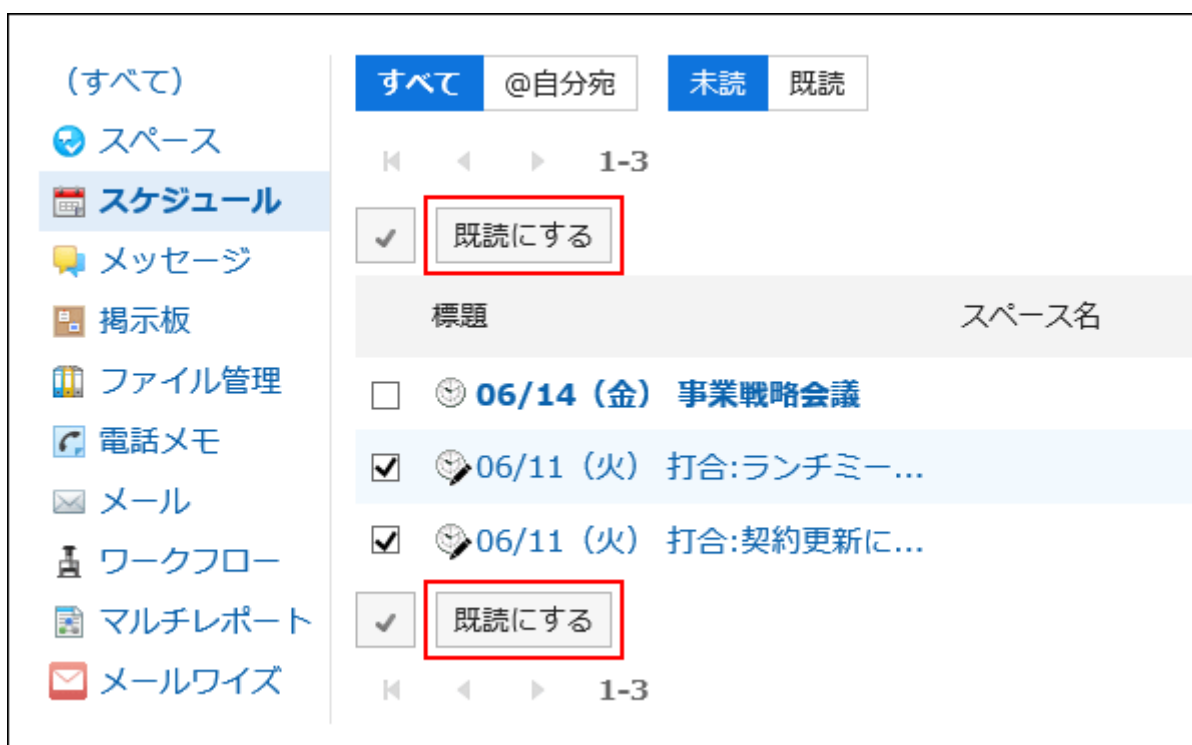 (すべて)
スペース
スケジュール
メッセージ
掲示板
ファイル管理
電話メモ
メール
ワークフロー
マルチレポート
メールワイズ
すべて @自分宛 未読 既読
1-3
既読にする
標題 スペース名
06/14（金） 事業戦略会議
06/11（火） 打合:ランチミー...
06/11（火） 打合:契約更新に...
既読にする
1-3